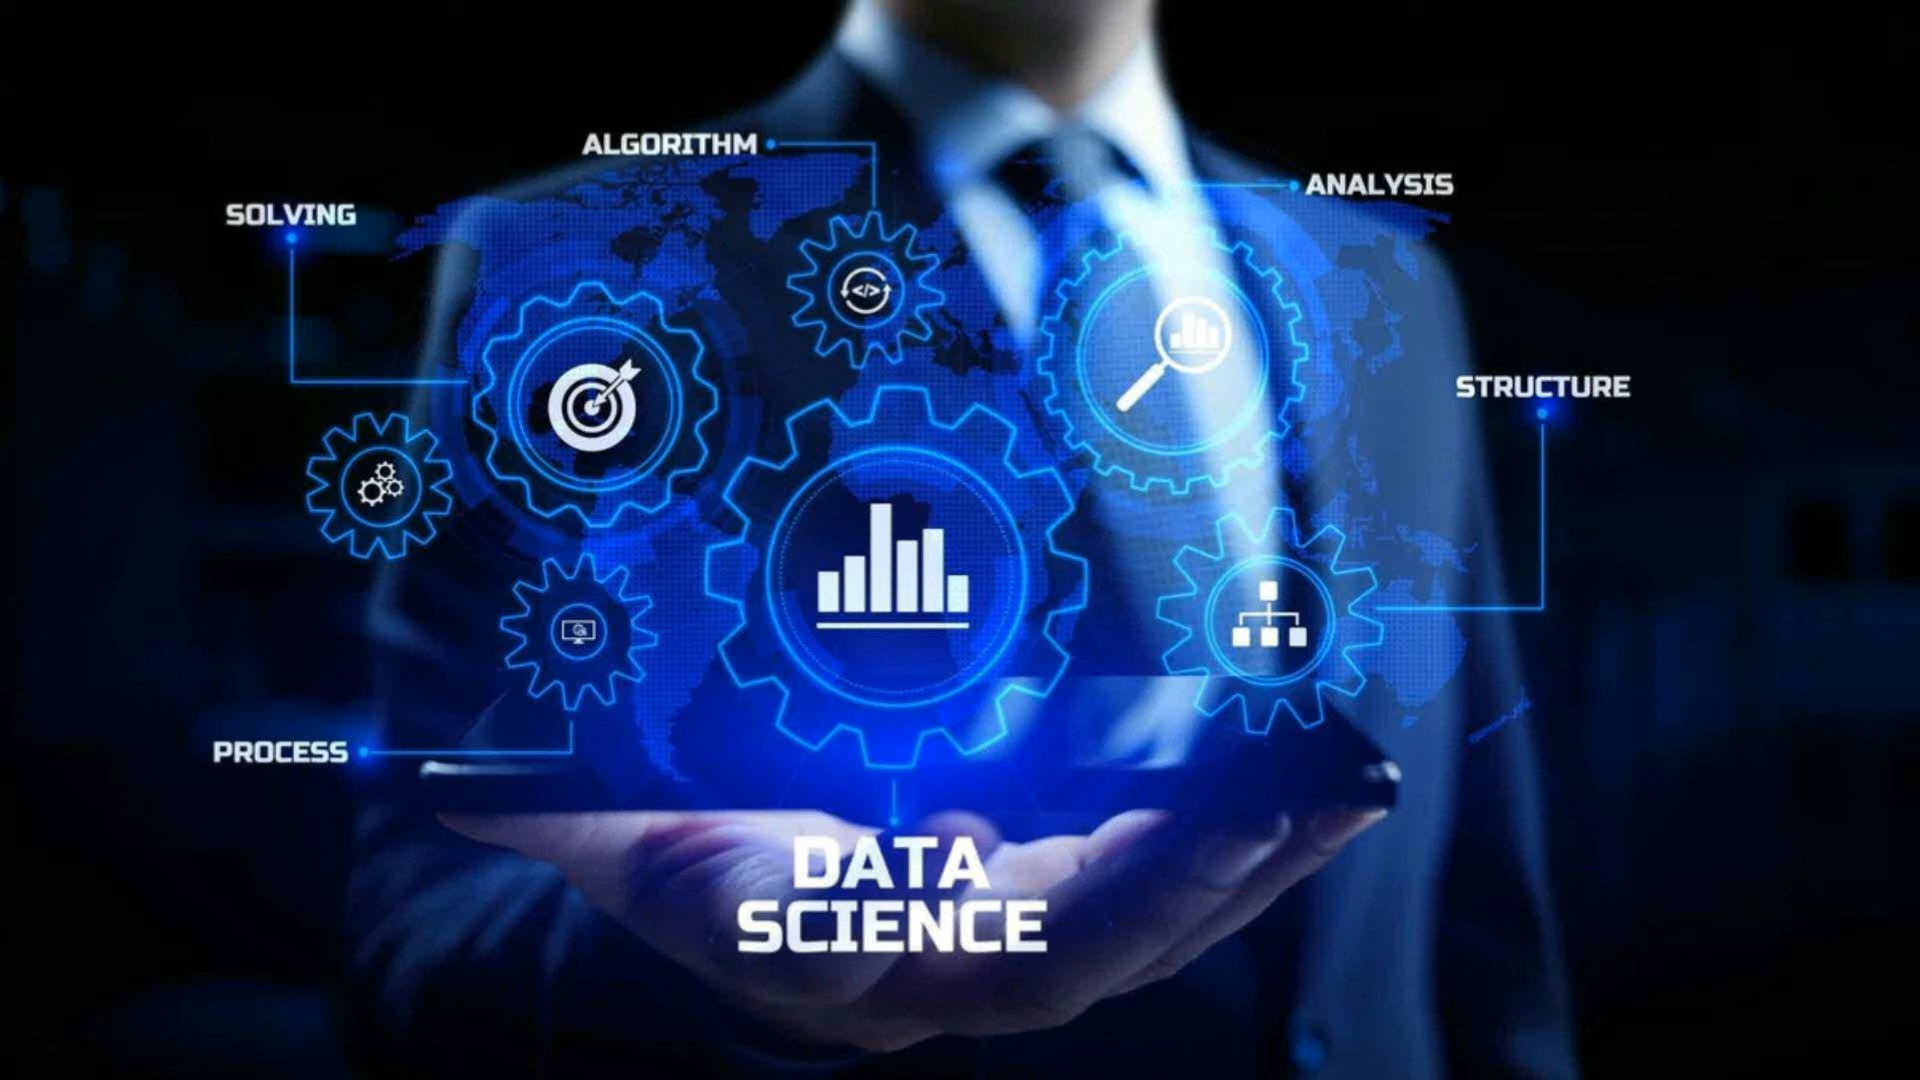 ALGORITHM
ANALYSIS
SOLVING
STRUCTURE
PROCESS
DATA
SCIENCE